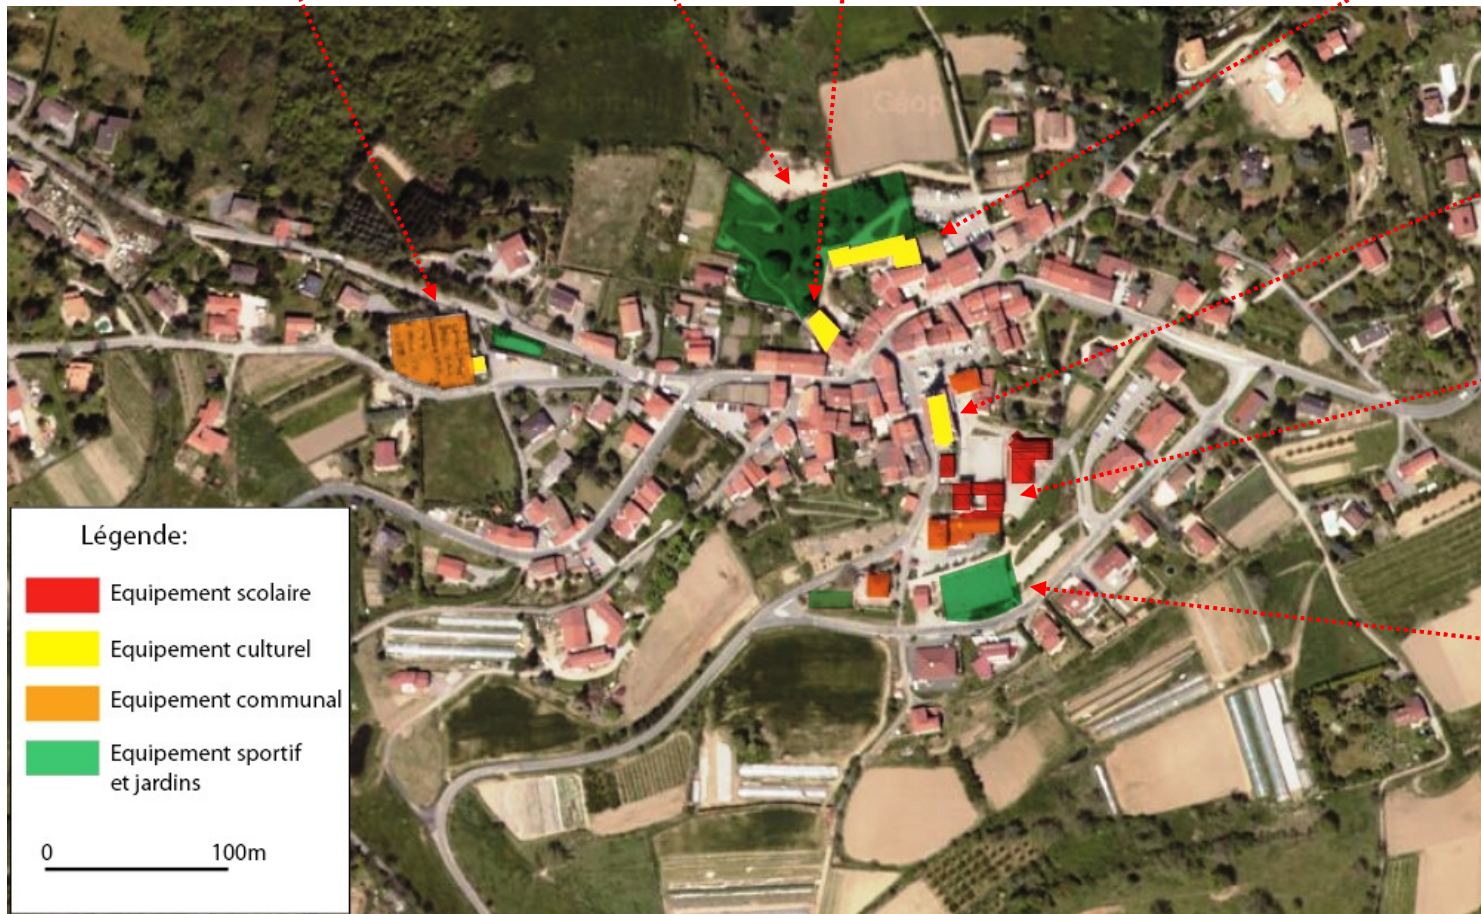 Légende:
Equipement scolaire
Equipement culturel
Equipement communal
Equipement sportif
et jardins
0 100m